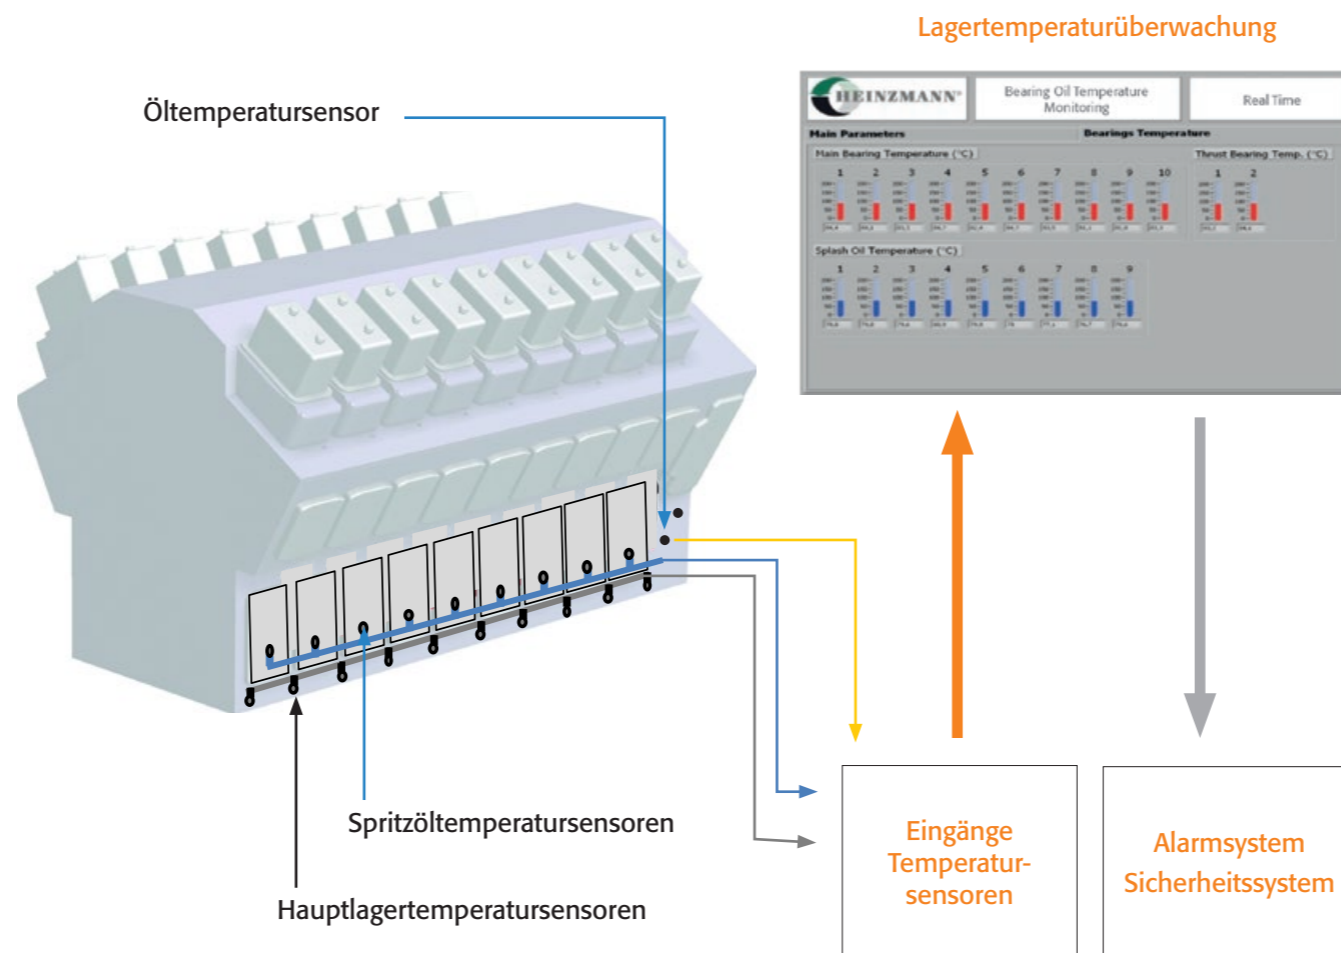 Lagertemperaturüberwachung
HEINZMANN
Bearing Oil Temperature
Monitoring
Real Time
Main Parameters
Bearings Temperature
Main Bearing Temperature (°C)
Thrust Bearing Temp. (°C)
1 2 3 4 5 6 7 8 9 10
1 2
Splash Oil Temperature (°C)
1 2 3 4 5 6 7 8 9
Öltemperatursensor
Spritzöltemperatursensoren
Hauptlagertemperatursensoren
Eingänge
Temperatur-
sensoren
Alarmsystem
Sicherheitssystem